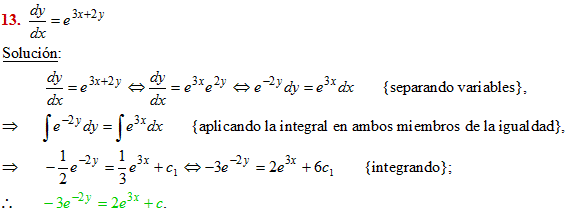 13. dy/dx = e^{3x+2y}
Solución:
dy/dx = e^{3x+2y} ⇔ dy/dx = e^{3x}e^{2y} ⇔ e^{−2y}dy = e^{3x}dx {separando variables},
⇒ ∫e^{−2y}dy = ∫e^{3x}dx {aplicando la integral en ambos miembros de la igualdad},
⇒ −1/2 e^{−2y} = 1/3 e^{3x} + c₁ ⇔ −3e^{−2y} = 2e^{3x} + 6c₁ {integrando};
∴ −3e^{−2y} = 2e^{3x} + c.